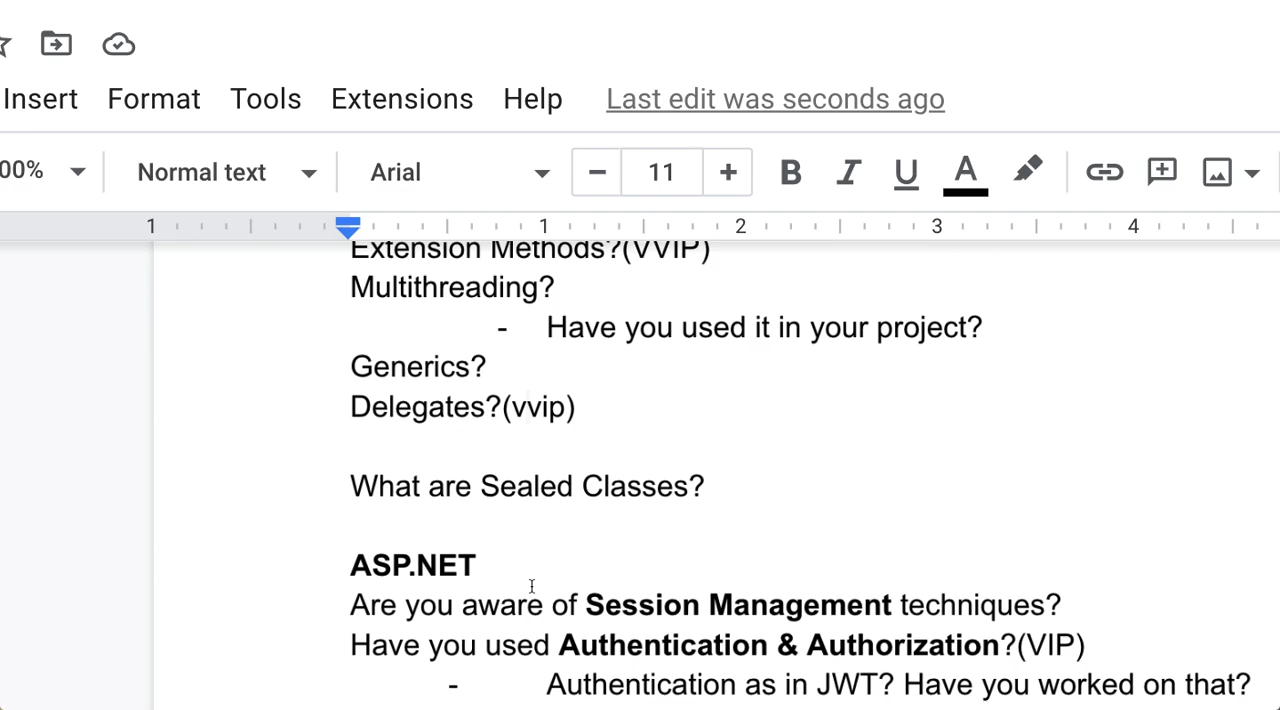 Insert Format Tools Extensions Help Last edit was seconds ago
00% Normal text Arial 11 B I U A
1 1 2 3 4
Extension Methods?(VVIP)
Multithreading?
- Have you used it in your project?
Generics?
Delegates?(vvip)
What are Sealed Classes?
ASP.NET
Are you aware of Session Management techniques?
Have you used Authentication & Authorization?(VIP)
- Authentication as in JWT? Have you worked on that?